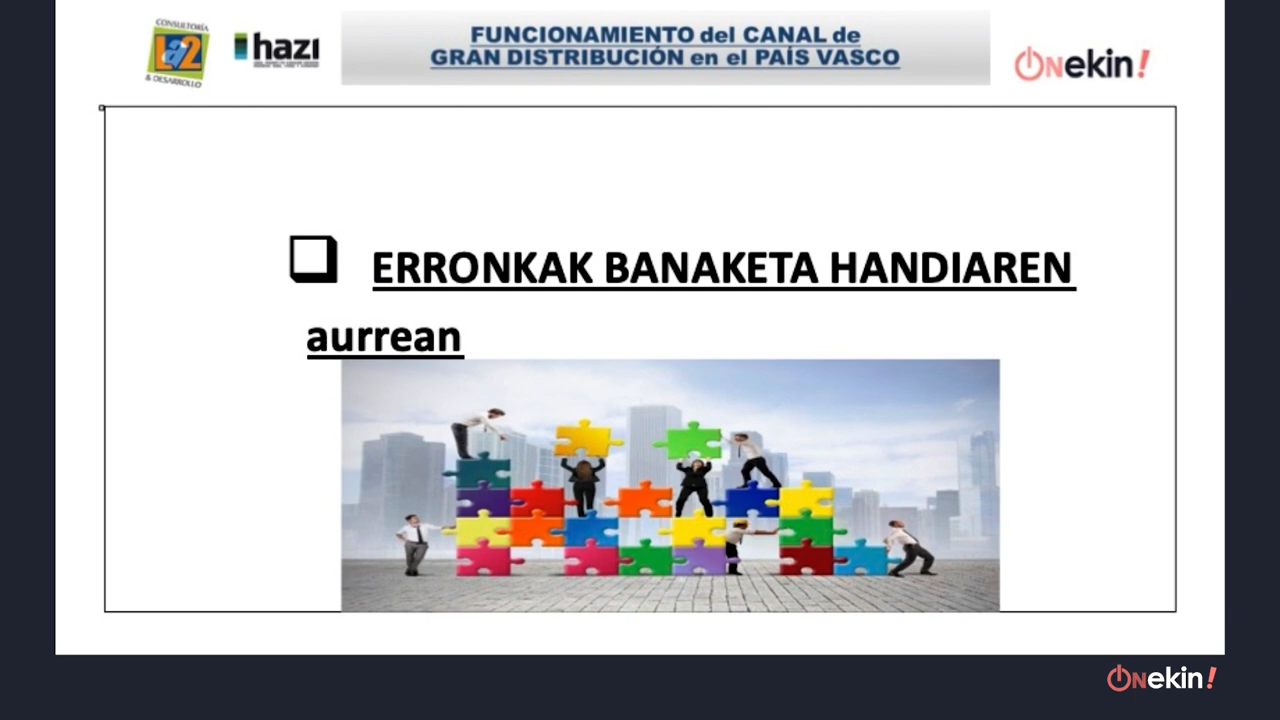 CONSULTORÍA
La2
& DESARROLLO
hazi
FUNCIONAMIENTO del CANAL de
GRAN DISTRIBUCIÓN en el PAÍS VASCO
ONekin!
ERRONKAK BANAKETA HANDIAREN
aurrean
ONekin!